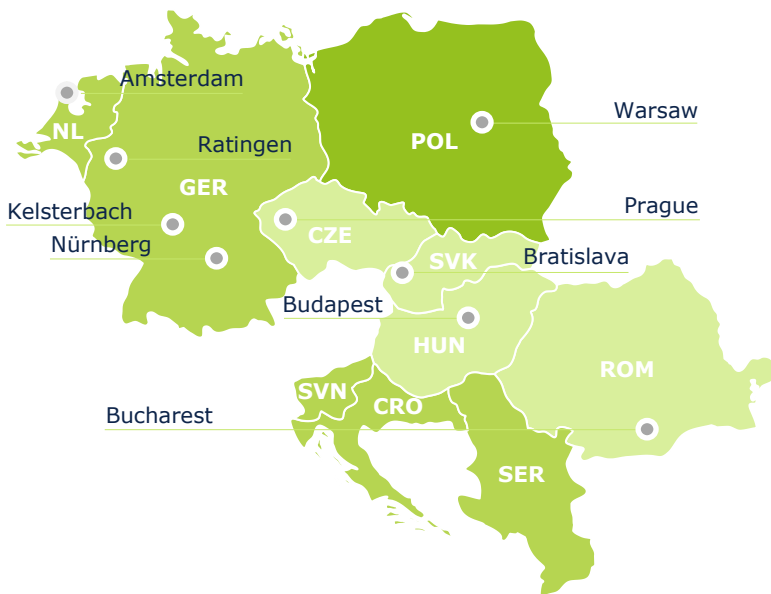 Amsterdam
Warsaw
NL
POL
Ratingen
GER
Kelsterbach
Prague
CZE
Nürnberg
SVK
Bratislava
Budapest
HUN
ROM
SVN
CRO
Bucharest
SER